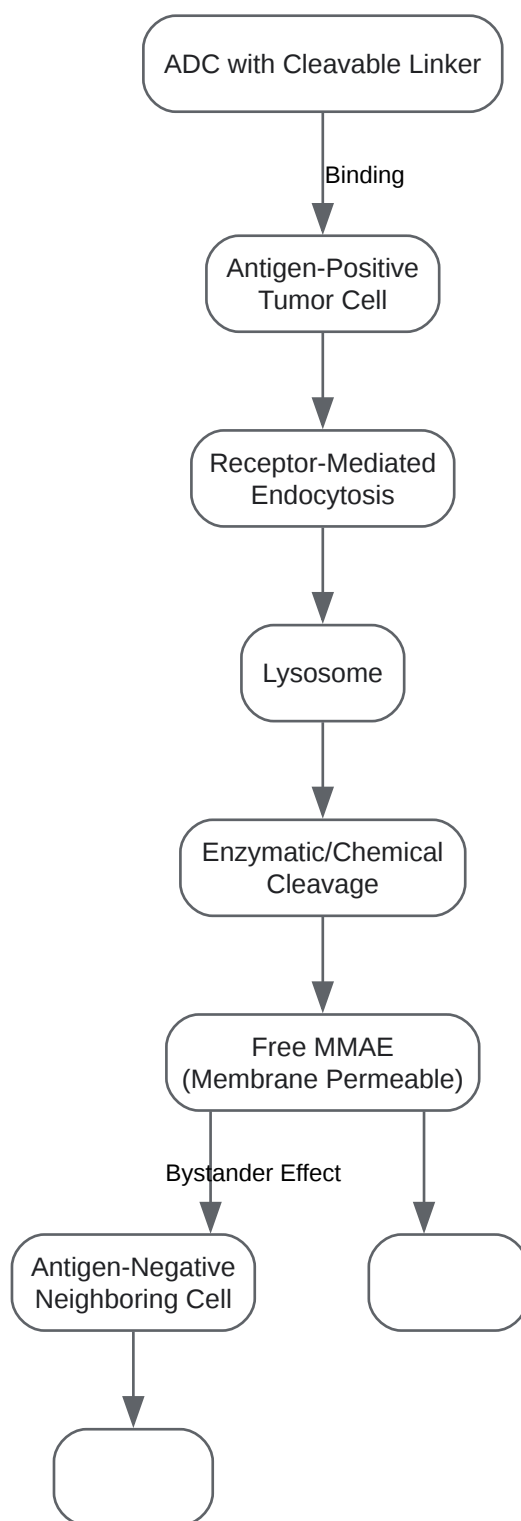 ADC with Cleavable Linker
Binding
Antigen-Positive
Tumor Cell
Receptor-Mediated
Endocytosis
Lysosome
Enzymatic/Chemical
Cleavage
Free MMAE
(Membrane Permeable)
Bystander Effect
Antigen-Negative
Neighboring Cell